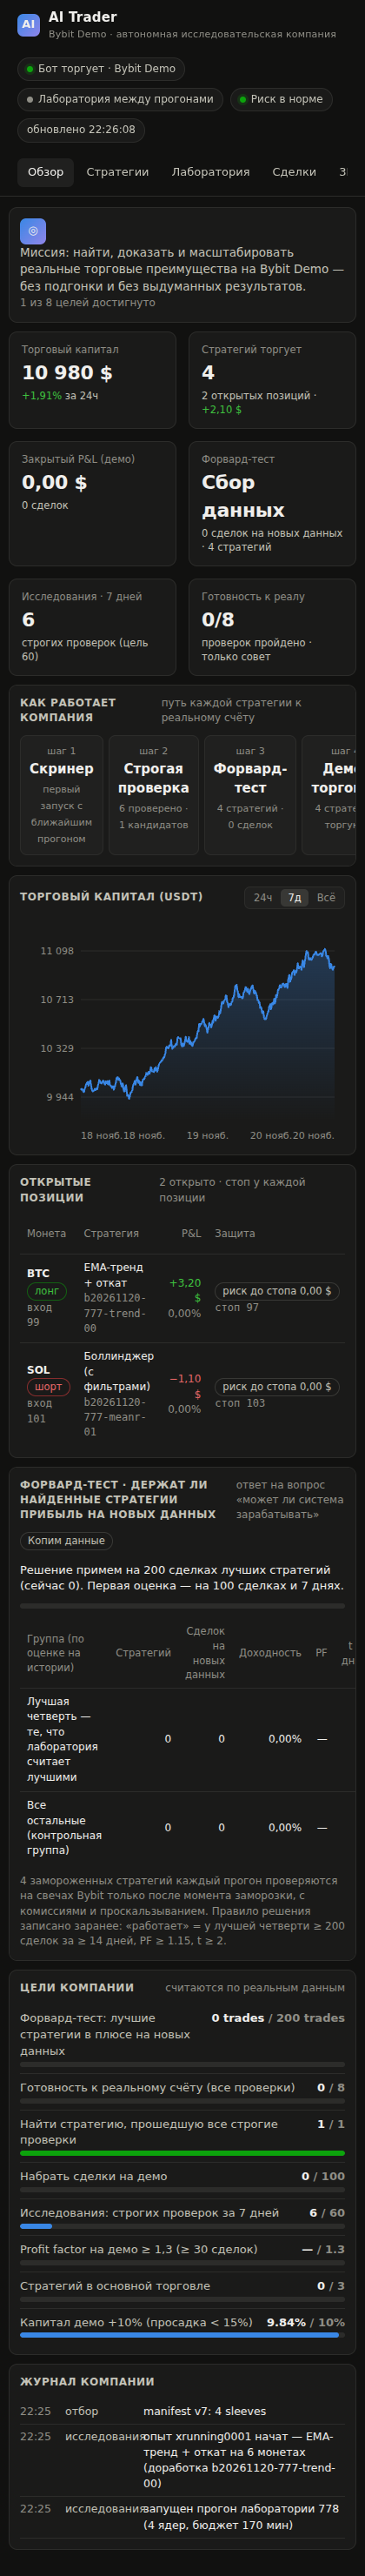 AI
AI Trader
Bybit Demo · автономная исследовательская компания
Бот торгует · Bybit Demo
Лаборатория между прогонами
Риск в норме
обновлено 22:26:08
Обзор
Стратегии
Лаборатория
Сделки
◎
Миссия: найти, доказать и масштабировать
реальные торговые преимущества на Bybit Demo —
без подгонки и без выдуманных результатов.
1 из 8 целей достигнуто
Торговый капитал
10 980 $
+1,91% за 24ч
Стратегий торгует
4
2 открытых позиций ·
+2,10 $
Закрытый P&L (демо)
0,00 $
0 сделок
Форвард-тест
Сбор
данных
0 сделок на новых данных
· 4 стратегий
Исследования · 7 дней
6
строгих проверок (цель
60)
Готовность к реалу
0/8
проверок пройдено ·
только совет
КАК РАБОТАЕТ
КОМПАНИЯ
путь каждой стратегии к
реальному счёту
шаг 1
Скринер
первый
запуск с
ближайшим
прогоном
шаг 2
Строгая
проверка
6 проверено ·
1 кандидатов
шаг 3
Форвард-
тест
4 стратегий ·
0 сделок
шаг
ТОРГОВЫЙ КАПИТАЛ (USDT)
24ч
7д
Всё
11 098
10 713
10 329
9 944
18 нояб.
18 нояб.
19 нояб.
20 нояб.
20 нояб.
ОТКРЫТЫЕ
ПОЗИЦИИ
2 открыто · стоп у каждой
позиции
Монета
Стратегия
P&L
Защита
BTC
лонг
вход
99
EMA-тренд
+ откат
b20261120-
777-trend-
00
+3,20
$
0,00%
риск до стопа 0,00 $
стоп 97
SOL
шорт
вход
101
Боллинджер
(с
фильтрами)
b20261120-
777-meanr-
01
−1,10
$
0,00%
риск до стопа 0,00 $
стоп 103
ФОРВАРД-ТЕСТ · ДЕРЖАТ ЛИ
НАЙДЕННЫЕ СТРАТЕГИИ
ПРИБЫЛЬ НА НОВЫХ ДАННЫХ
ответ на вопрос
«может ли система
зарабатывать»
Копим данные
Решение примем на 200 сделках лучших стратегий
(сейчас 0). Первая оценка — на 100 сделках и 7 днях.
Группа (по
оценке на
истории)
Стратегий
Сделок
на
новых
данных
Доходность
PF
t
Лучшая
четверть —
те, что
лаборатория
считает
лучшими
0
0
0,00%
—
Все
остальные
(контрольная
группа)
0
0
0,00%
—
4 замороженных стратегий каждый прогон проверяются
на свечах Bybit только после момента заморозки, с
комиссиями и проскальзыванием. Правило решения
записано заранее: «работает» = у лучшей четверти ≥ 200
сделок за ≥ 14 дней, PF ≥ 1.15, t ≥ 2.
ЦЕЛИ КОМПАНИИ
считаются по реальным данным
Форвард-тест: лучшие
стратегии в плюсе на новых
данных
0 trades / 200 trades
Готовность к реальному счёту (все проверки)
0 / 8
Найти стратегию, прошедшую все строгие
проверки
1 / 1
Набрать сделки на демо
0 / 100
Исследования: строгих проверок за 7 дней
6 / 60
Profit factor на демо ≥ 1,3 (≥ 30 сделок)
— / 1.3
Стратегий в основной торговле
0 / 3
Капитал демо +10% (просадка < 15%)
9.84% / 10%
ЖУРНАЛ КОМПАНИИ
22:25
отбор
manifest v7: 4 sleeves
22:25
исследования
опыт xrunning0001 начат — EMA-
тренд + откат на 6 монетах
(доработка b20261120-777-trend-
00)
22:25
исследования
запущен прогон лаборатории 778
(4 ядер, бюджет 170 мин)